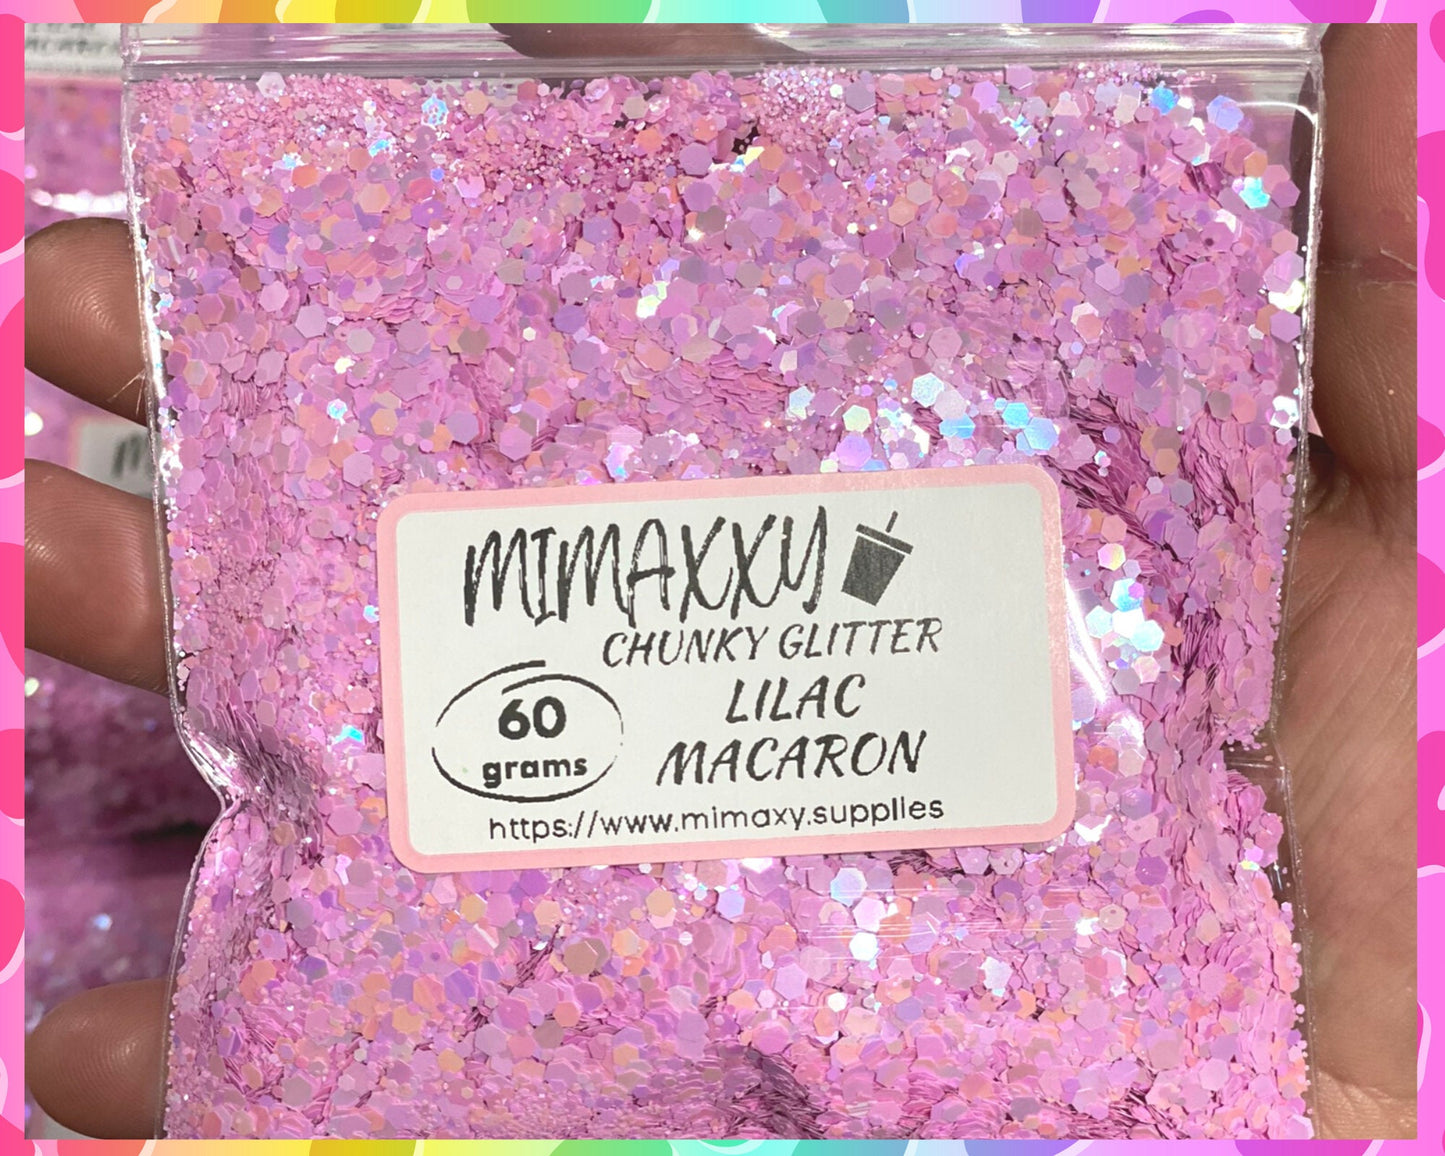 MIMAXXY
CHUNKY GLITTER
LILAC
MACARON
60
grams
https://www.mimaxy.supplies